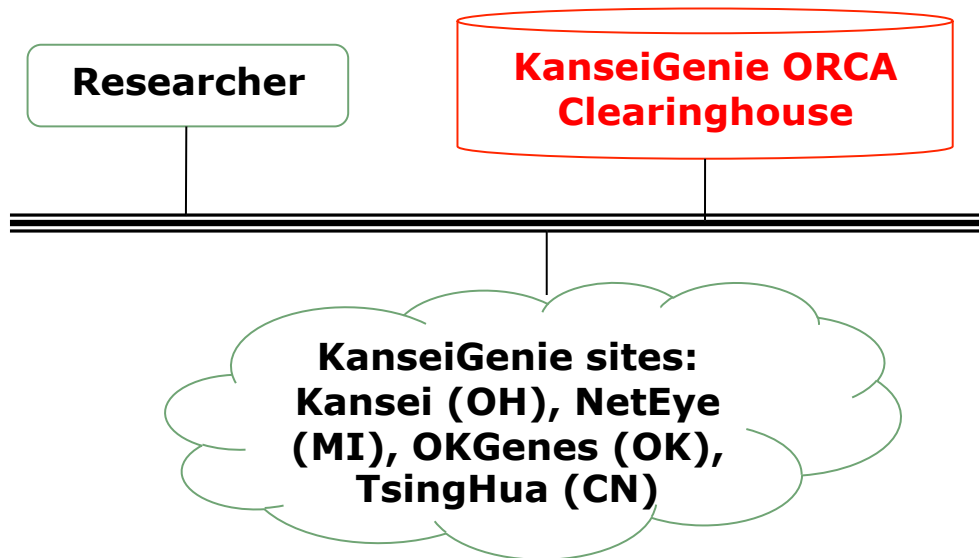 Researcher
KanseiGenie ORCA
Clearinghouse
KanseiGenie sites:
Kansei (OH), NetEye
(MI), OKGenes (OK),
TsingHua (CN)